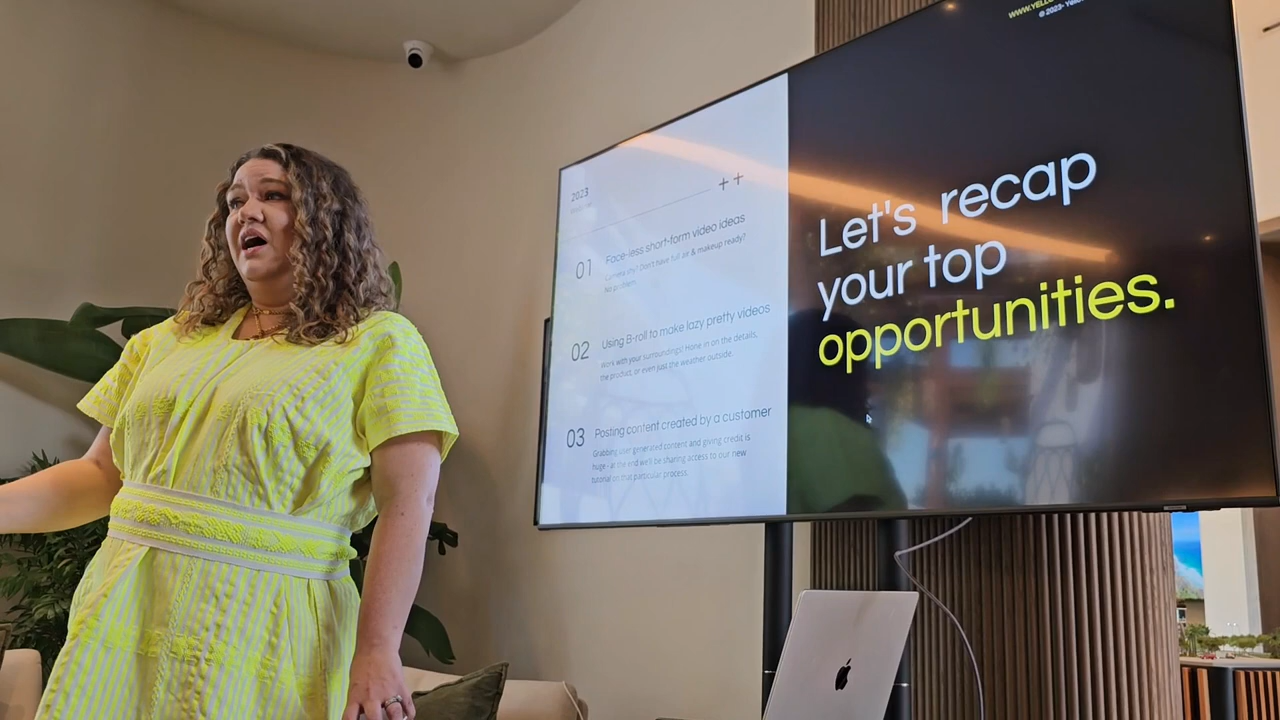 2023
++
01
Face-less short-form video ideas
Camera shy? Don't have full air & makeup ready?
No problem.
02
Using B-roll to make lazy pretty videos
Work with your surroundings! Hone in on the details,
the product, or even just the weather outside.
03
Posting content created by a customer
Grabbing user generated content and giving credit is
huge - at the end we'll be sharing access to our new
tutorial on that particular process.
@ 2023-
Let's recap
your top
opportunities.